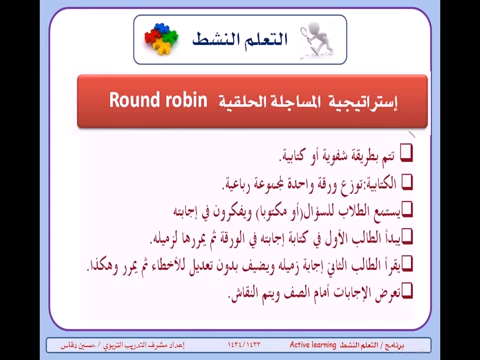 التعلم النشط
إستراتيجية المساجلة الحلقية Round robin
تتم بطريقة شفوية أو كتابية.
الكتابية:توزع ورقة واحدة لمجموعة رباعية.
يستمع الطلاب للسؤال(أو مكتوبا) ويفكرون في إجابته
يبدأ الطالب الأول في كتابة إجابته في الورقة ثم يمررها لزميله.
يقرأ الطالب الثاني إجابة زميله ويضيف بدون تعديل للأخطاء ثم يمرر وهكذا.
تعرض الإجابات أمام الصف ويتم النقاش.
برنامج / التعلم النشط Active learning ١٤٣٤/١٤٣٣ إعداد مشرف التدريب التربوي / حسين دقاس